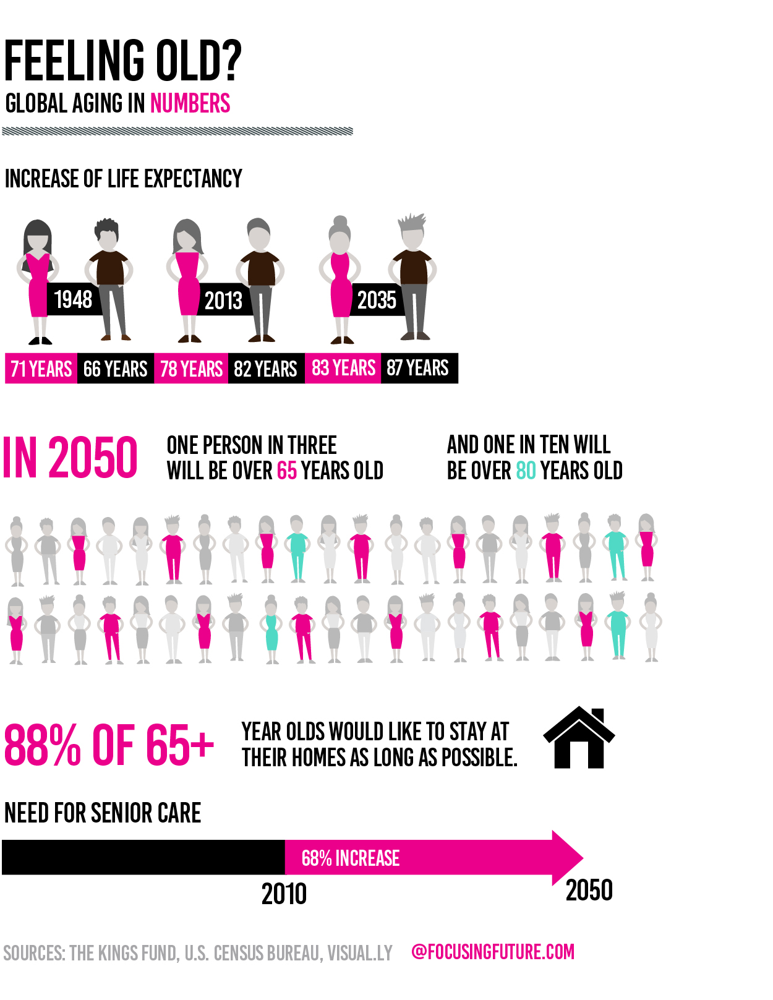 FEELING OLD?
GLOBAL AGING IN NUMBERS
INCREASE OF LIFE EXPECTANCY
1948
2013
2035
71 YEARS
66 YEARS
78 YEARS
82 YEARS
83 YEARS
87 YEARS
IN 2050
ONE PERSON IN THREE
WILL BE OVER 65 YEARS OLD
AND ONE IN TEN WILL
BE OVER 80 YEARS OLD
88% OF 65+
YEAR OLDS WOULD LIKE TO STAY AT
THEIR HOMES AS LONG AS POSSIBLE.
NEED FOR SENIOR CARE
68% INCREASE
2010
2050
SOURCES: THE KINGS FUND, U.S. CENSUS BUREAU, VISUAL.LY
@FOCUSINGFUTURE.COM